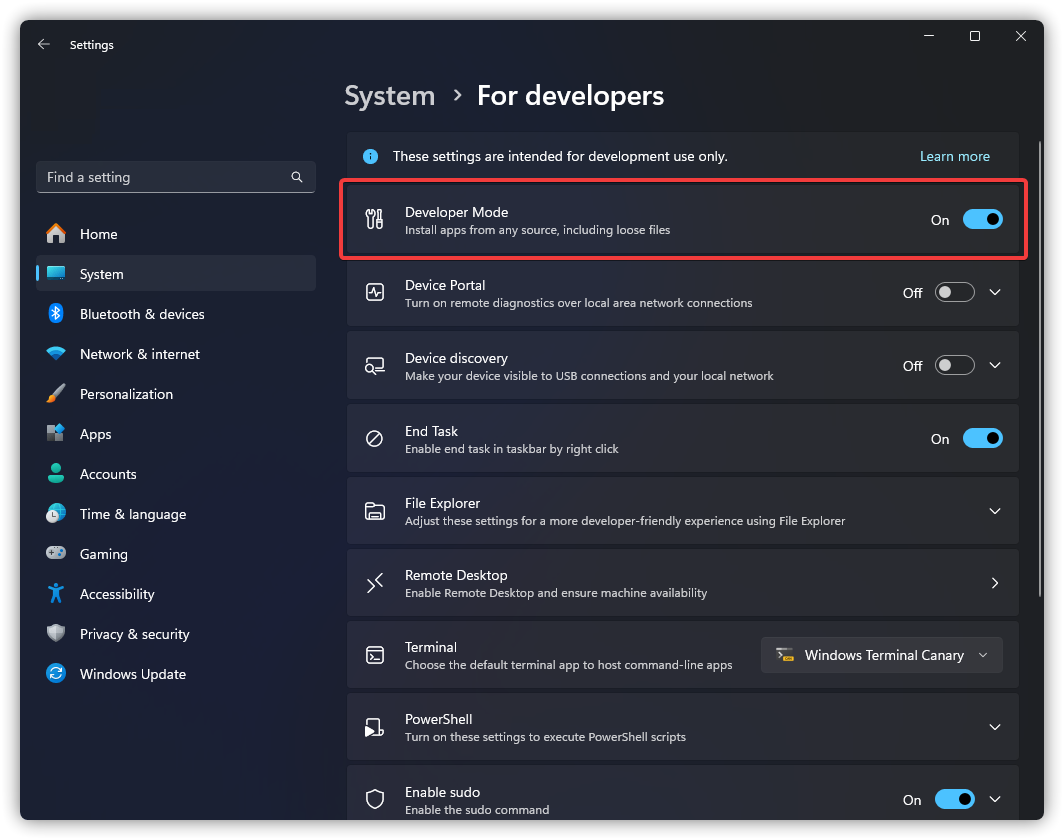 Settings
System > For developers
These settings are intended for development use only.
Learn more
Find a setting
Home
System
Bluetooth & devices
Network & internet
Personalization
Apps
Accounts
Time & language
Gaming
Accessibility
Privacy & security
Windows Update
Developer Mode
Install apps from any source, including loose files
On
Device Portal
Turn on remote diagnostics over local area network connections
Off
Device discovery
Make your device visible to USB connections and your local network
Off
End Task
Enable end task in taskbar by right click
On
File Explorer
Adjust these settings for a more developer-friendly experience using File Explorer
Remote Desktop
Enable Remote Desktop and ensure machine availability
Terminal
Choose the default terminal app to host command-line apps
Windows Terminal Canary
PowerShell
Turn on these settings to execute PowerShell scripts
Enable sudo
Enable the sudo command
On